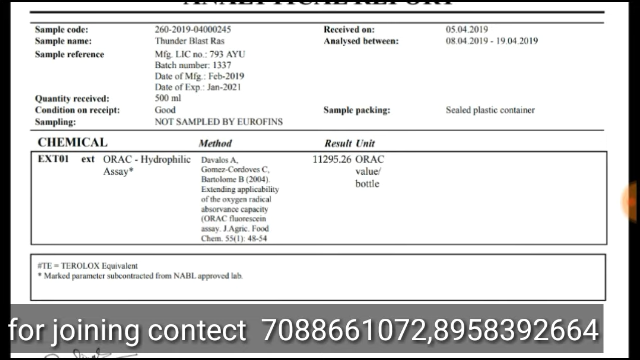 ANALYTICAL REPORT
Sample code: 260-2019-04000245 Received on: 05.04.2019
Sample name: Thunder Blast Ras Analysed between: 08.04.2019 - 19.04.2019
Sample reference Mfg. LIC no.: 793 AYU
Batch number: 1337
Date of Mfg.: Feb-2019
Date of Exp.: Jan-2021
Quantity received: 500 ml
Condition on receipt: Good Sample packing: Sealed plastic container
Sampling: NOT SAMPLED BY EUROFINS
CHEMICAL Method Result Unit
EXT01 ext ORAC - Hydrophilic Assay* 11295.26 ORAC value/ bottle
Davalos A,
Gomez-Cordoves C,
Bartolome B (2004).
Extending applicability
of the oxygen radical
absorvance capacity
(ORAC fluorescein
assay. J.Agric. Food
Chem. 55(1): 48-54
#TE = TEROLOX Equivalent
* Marked parameter subcontracted from NABL approved lab.
for joining contect 7088661072,8958392664